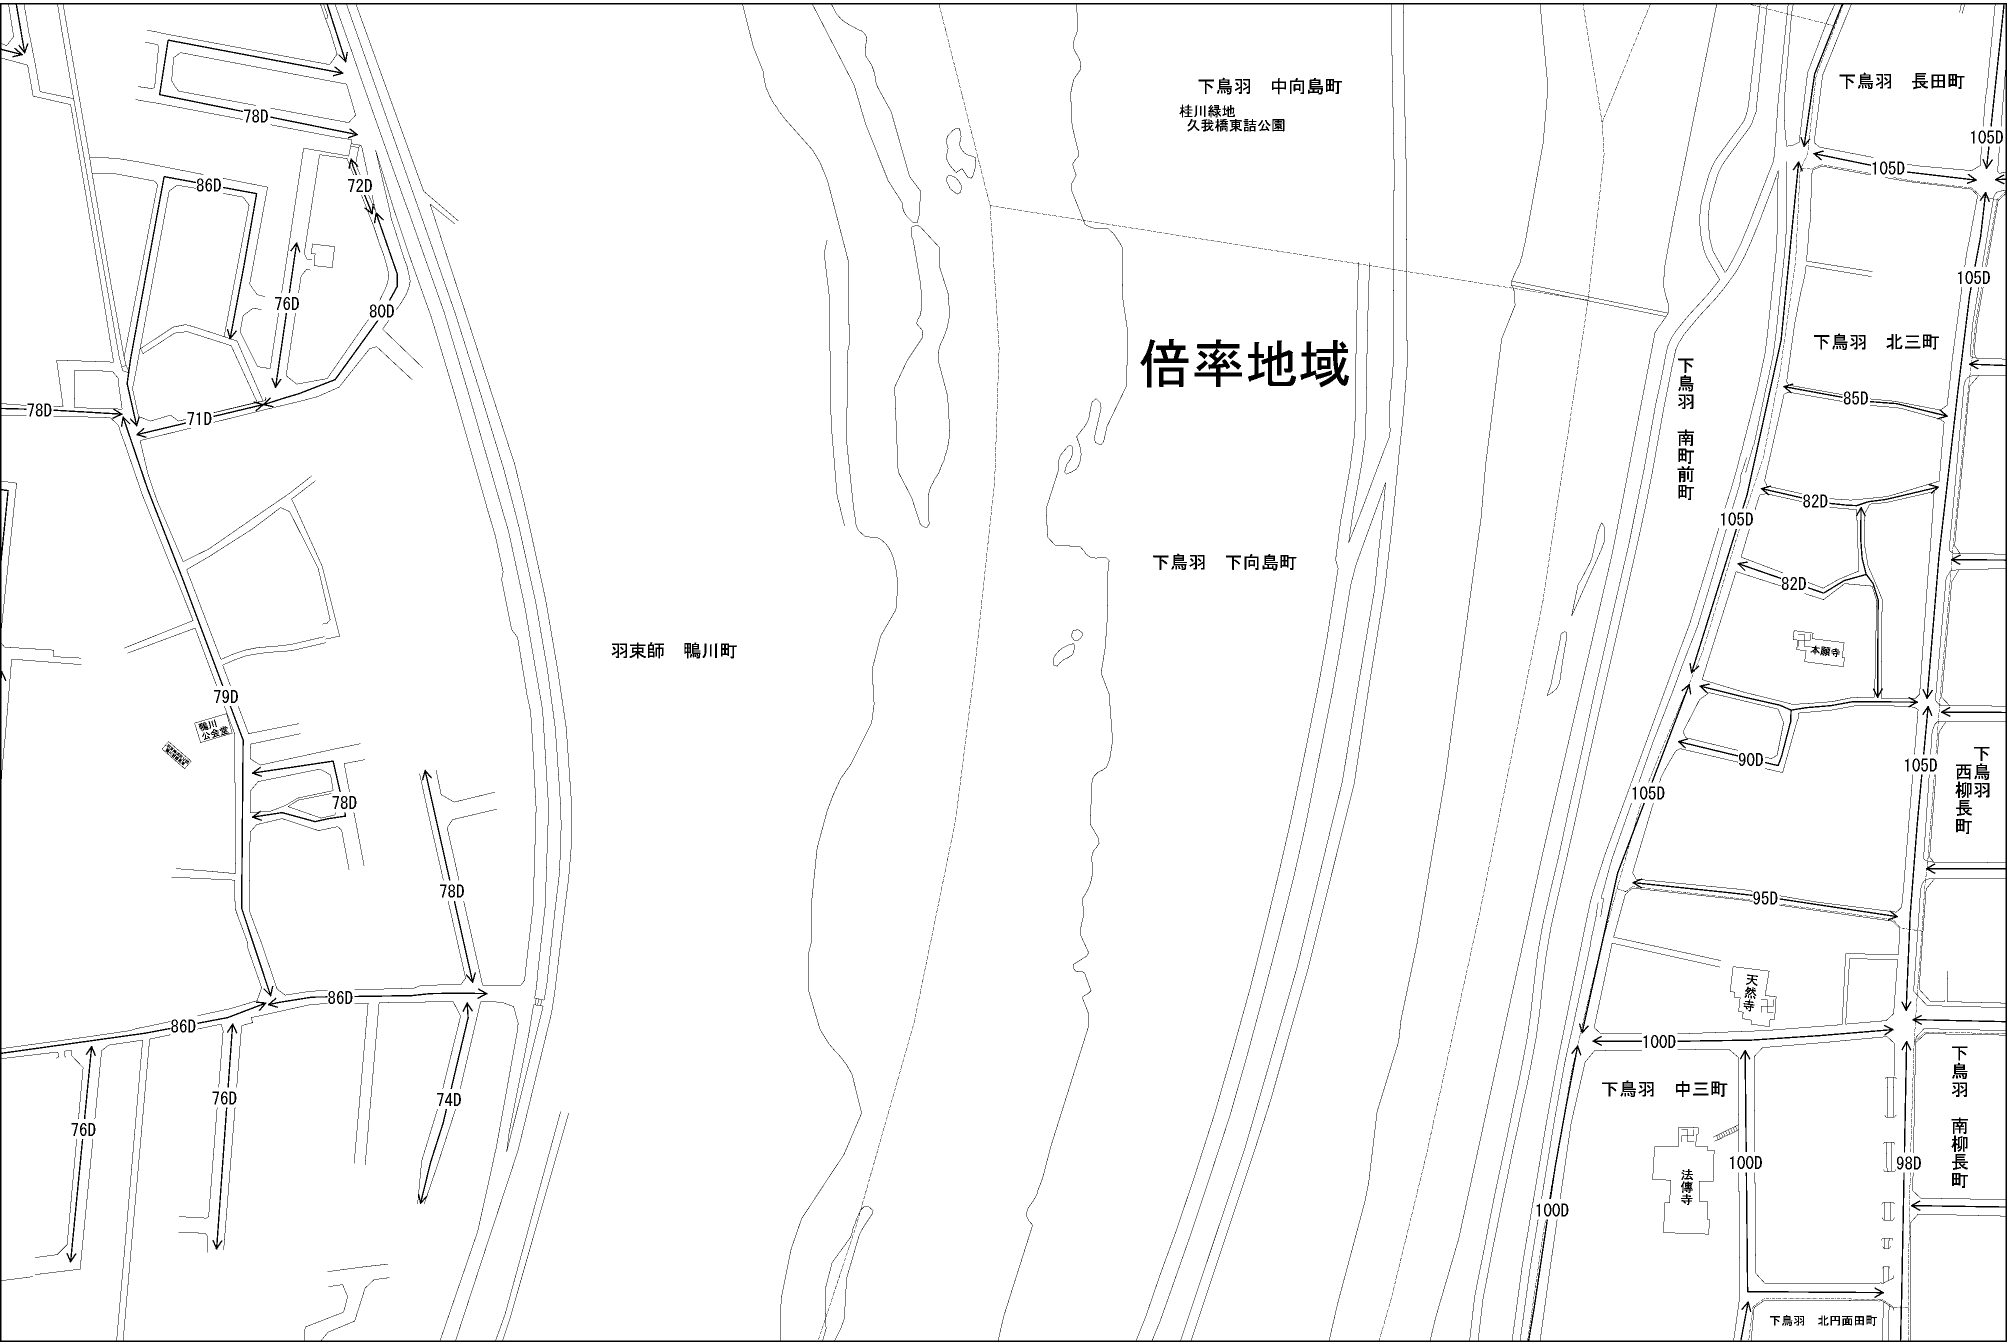 下鳥羽　中向島町
桂川緑地
久我橋東詰公園
下鳥羽　長田町
78D
105D
105D
86D
72D
105D
76D
80D
下鳥羽　北三町
倍率地域
下鳥羽　南町前町
85D
78D
71D
82D
105D
下鳥羽　下向島町
82D
羽束師　鴨川町
本願寺
79D
鴨川
公会堂
90D
105D
下鳥羽
西柳長町
105D
78D
78D
95D
天然寺
86D
86D
100D
下鳥羽　中三町
下鳥羽　南柳長町
76D
74D
76D
100D
98D
法傳寺
100D
下鳥羽　北円面田町